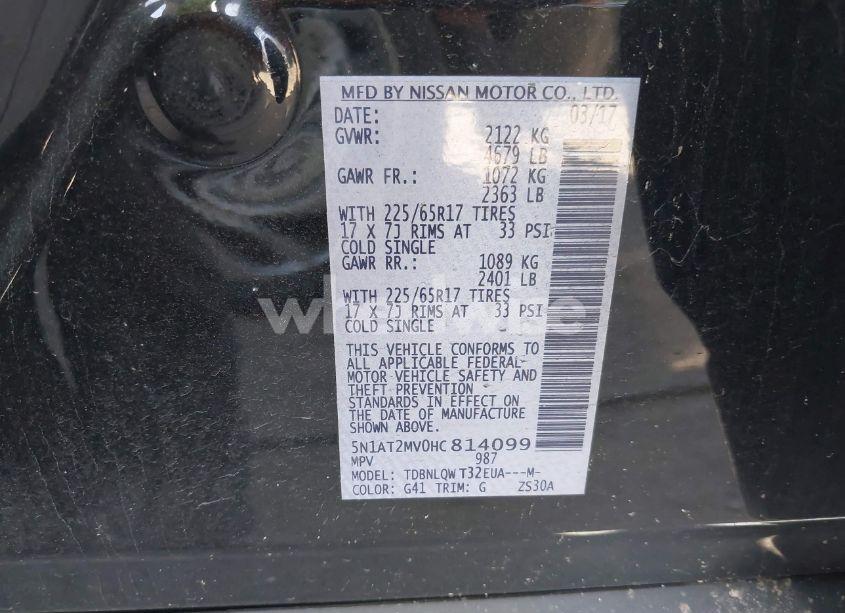 MFD BY NISSAN MOTOR CO., LTD.
DATE: 03/17
GVWR: 2122 KG
4679 LB
GAWR FR.: 1072 KG
2363 LB
WITH 225/65R17 TIRES
17 X 7J RIMS AT 33 PSI
COLD SINGLE
GAWR RR.: 1089 KG
2401 LB
WITH 225/65R17 TIRES
17 X 7J RIMS AT 33 PSI
COLD SINGLE
THIS VEHICLE CONFORMS TO
ALL APPLICABLE FEDERAL
MOTOR VEHICLE SAFETY AND
THEFT PREVENTION
STANDARDS IN EFFECT ON
THE DATE OF MANUFACTURE
SHOWN ABOVE.
5N1AT2MV0HC814099
MPV 987
MODEL: TDBNLQW T32EUA---M-
COLOR: G41 TRIM: G ZS30A